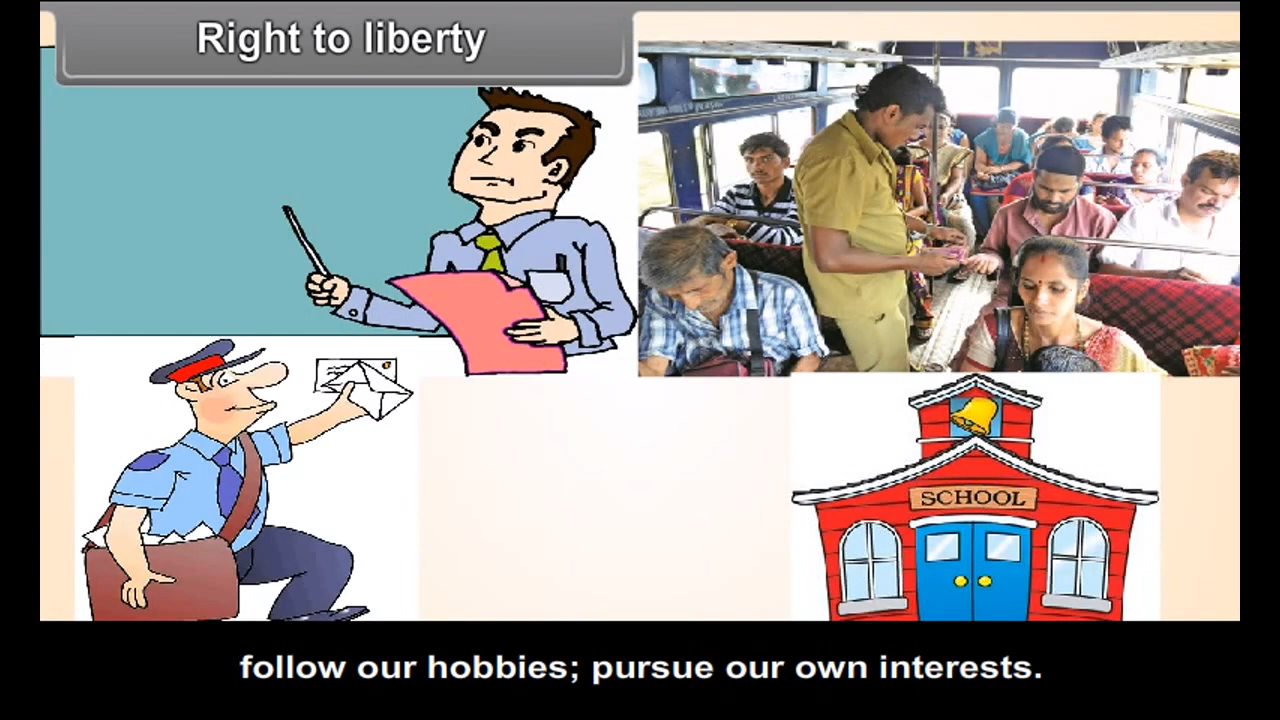 Right to liberty
SCHOOL
follow our hobbies; pursue our own interests.